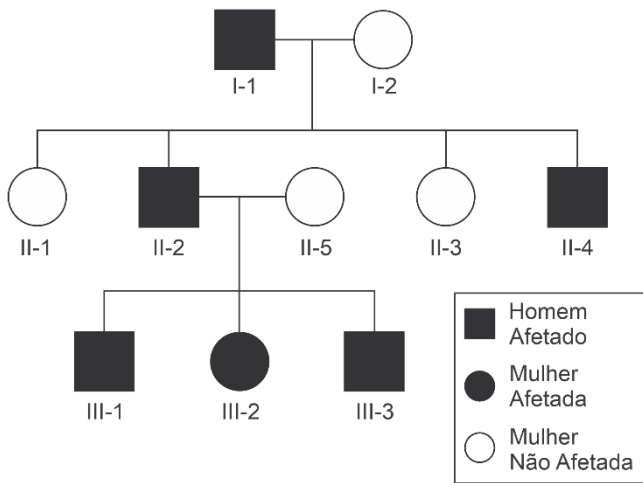 I-1
I-2
II-1
II-2
II-5
II-3
II-4
III-1
III-2
III-3
Homem
Afetado
Mulher
Afetada
Mulher
Não Afetada